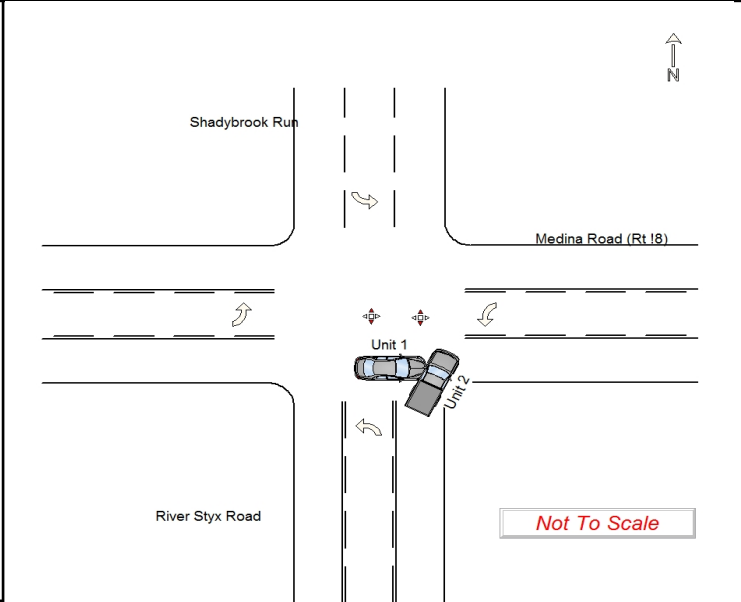 N
Shadybrook Run
Medina Road (Rt !8)
Unit 1
Unit 2
River Styx Road
Not To Scale